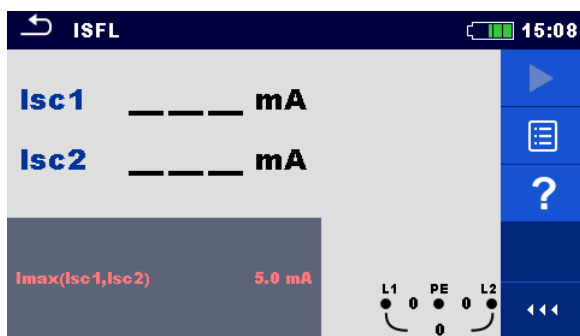 ISFL 15:08
Isc1 ___ mA
Isc2 ___ mA
?
Imax(Isc1,Isc2) 5.0 mA
L1 PE L2
0 0
0